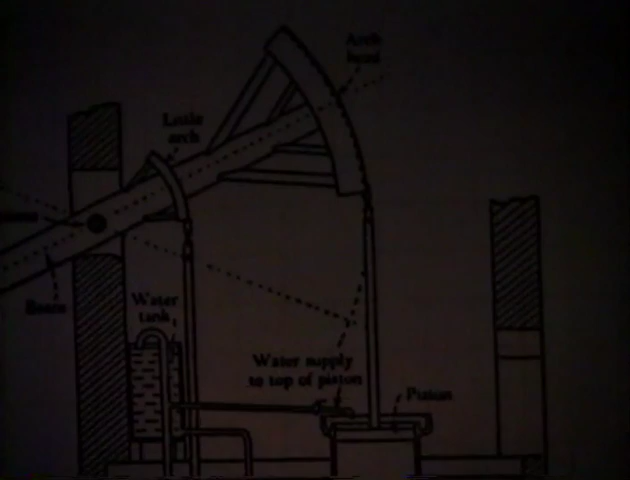 Arch
head
Little
arch
Beam
Water
tank
Water supply
to top of piston
Piston